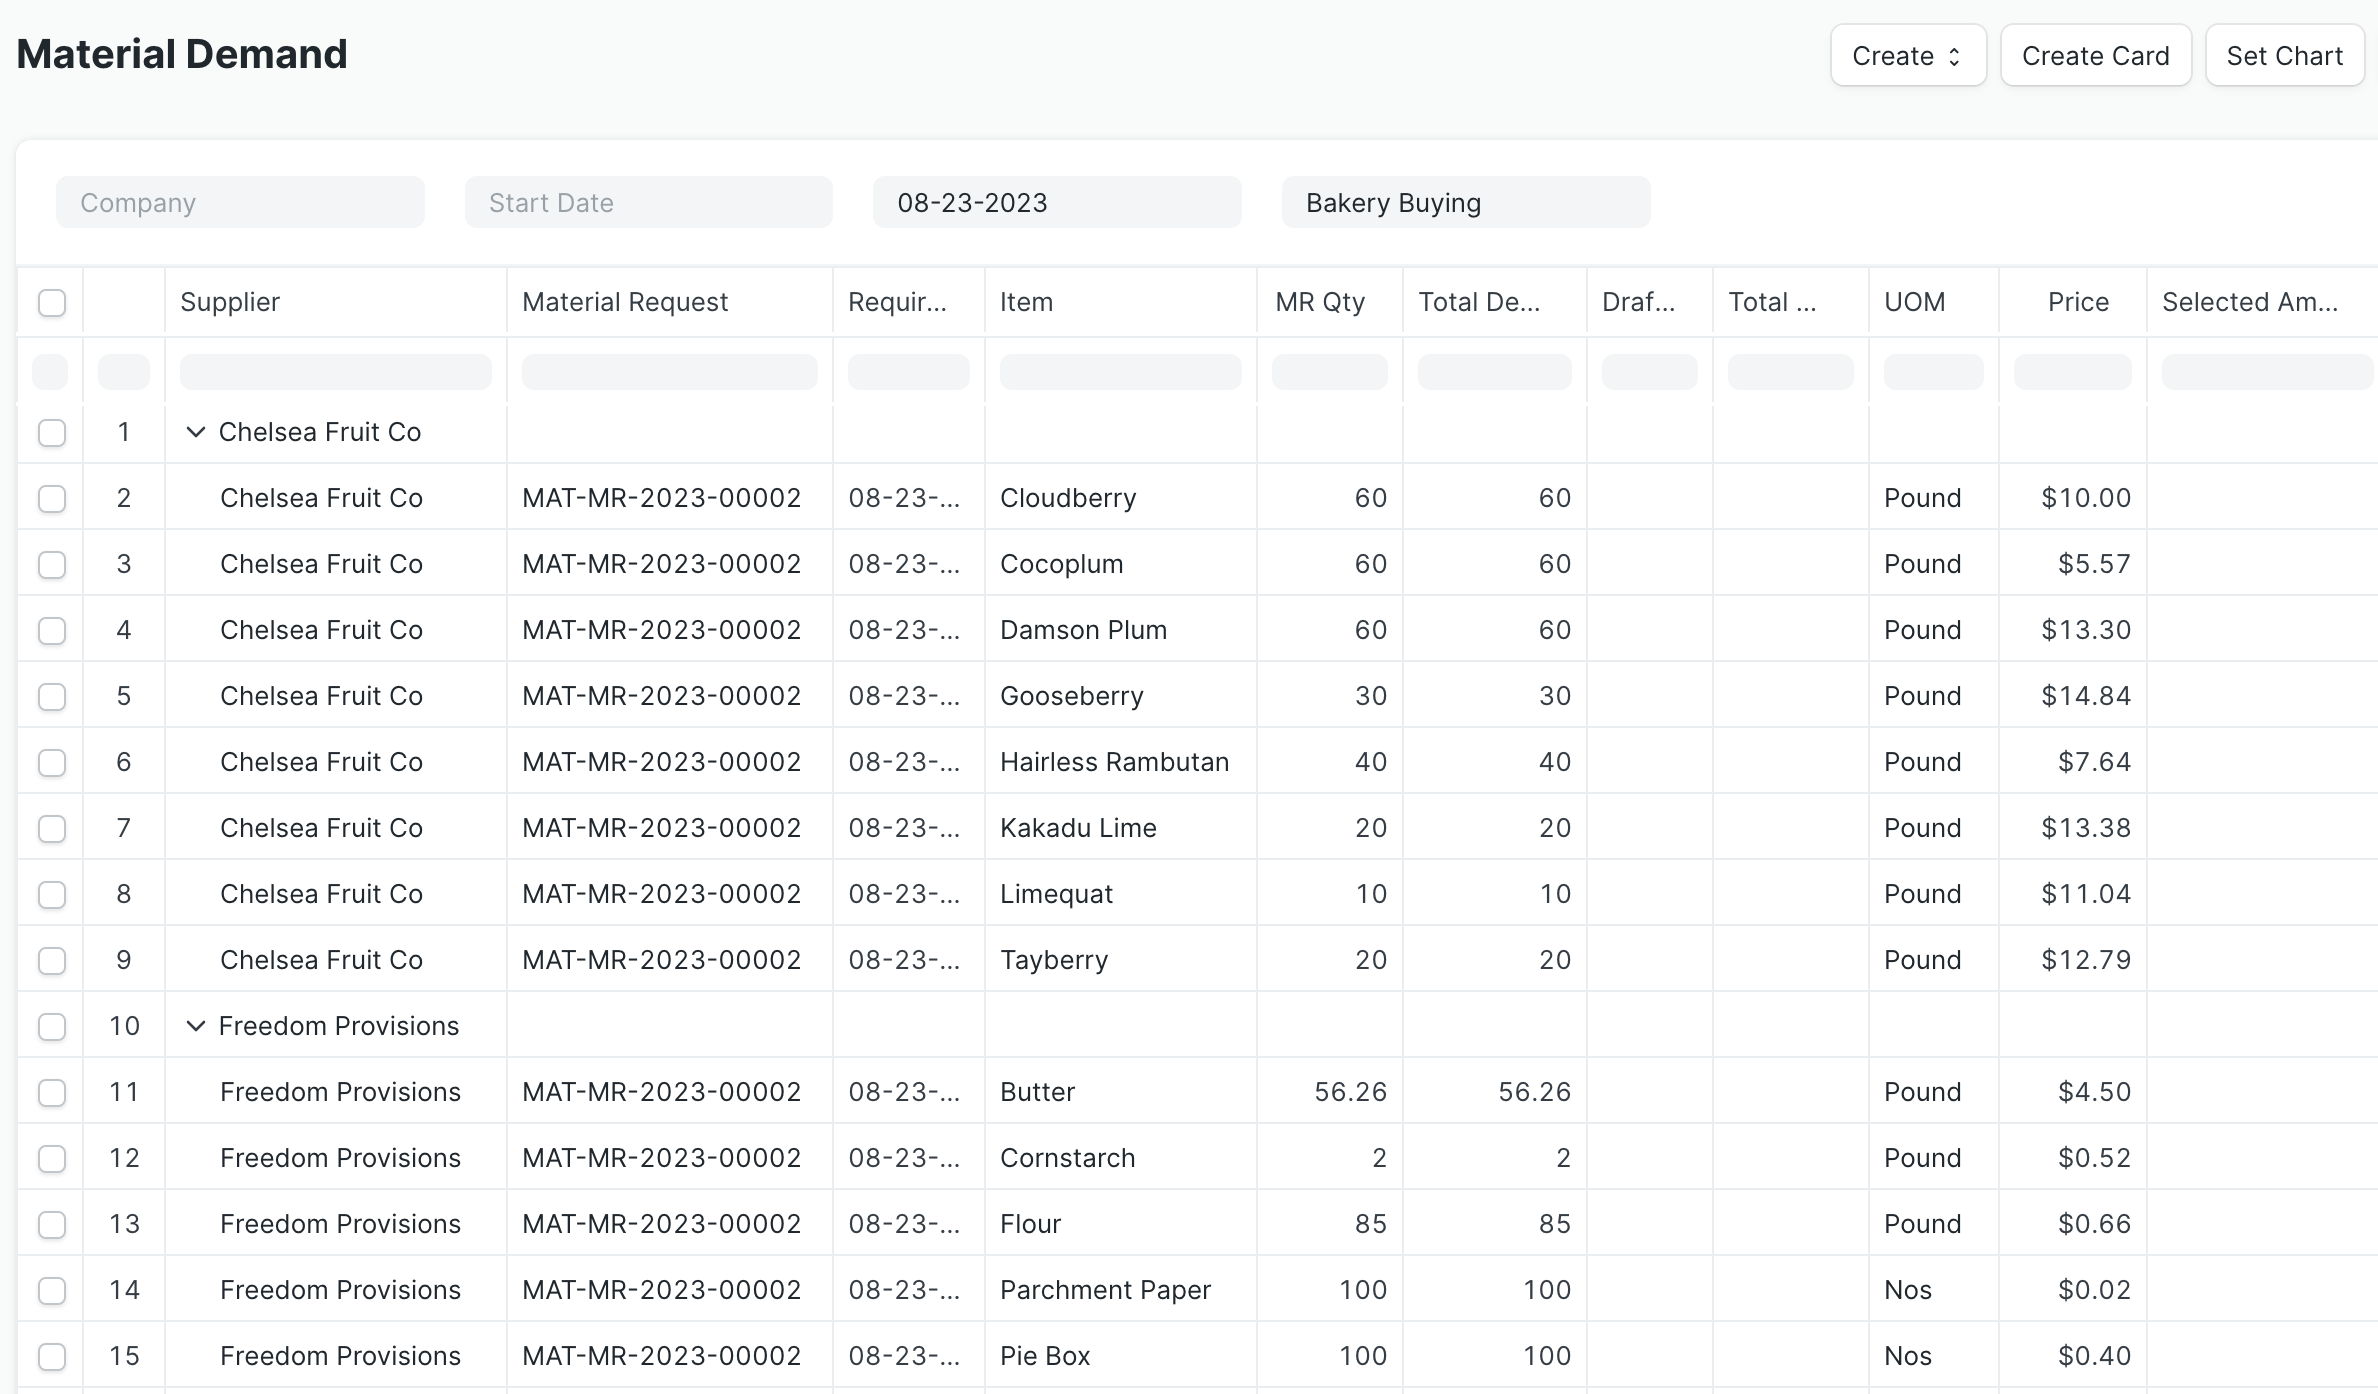 Material Demand
Create Create Card Set Chart
Company Start Date 08-23-2023 Bakery Buying
Supplier Material Request Requir... Item MR Qty Total De... Draf... Total ... UOM Price Selected Am...
1 Chelsea Fruit Co
2 Chelsea Fruit Co MAT-MR-2023-00002 08-23-... Cloudberry 60 60 Pound $10.00
3 Chelsea Fruit Co MAT-MR-2023-00002 08-23-... Cocoplum 60 60 Pound $5.57
4 Chelsea Fruit Co MAT-MR-2023-00002 08-23-... Damson Plum 60 60 Pound $13.30
5 Chelsea Fruit Co MAT-MR-2023-00002 08-23-... Gooseberry 30 30 Pound $14.84
6 Chelsea Fruit Co MAT-MR-2023-00002 08-23-... Hairless Rambutan 40 40 Pound $7.64
7 Chelsea Fruit Co MAT-MR-2023-00002 08-23-... Kakadu Lime 20 20 Pound $13.38
8 Chelsea Fruit Co MAT-MR-2023-00002 08-23-... Limequat 10 10 Pound $11.04
9 Chelsea Fruit Co MAT-MR-2023-00002 08-23-... Tayberry 20 20 Pound $12.79
10 Freedom Provisions
11 Freedom Provisions MAT-MR-2023-00002 08-23-... Butter 56.26 56.26 Pound $4.50
12 Freedom Provisions MAT-MR-2023-00002 08-23-... Cornstarch 2 2 Pound $0.52
13 Freedom Provisions MAT-MR-2023-00002 08-23-... Flour 85 85 Pound $0.66
14 Freedom Provisions MAT-MR-2023-00002 08-23-... Parchment Paper 100 100 Nos $0.02
15 Freedom Provisions MAT-MR-2023-00002 08-23-... Pie Box 100 100 Nos $0.40